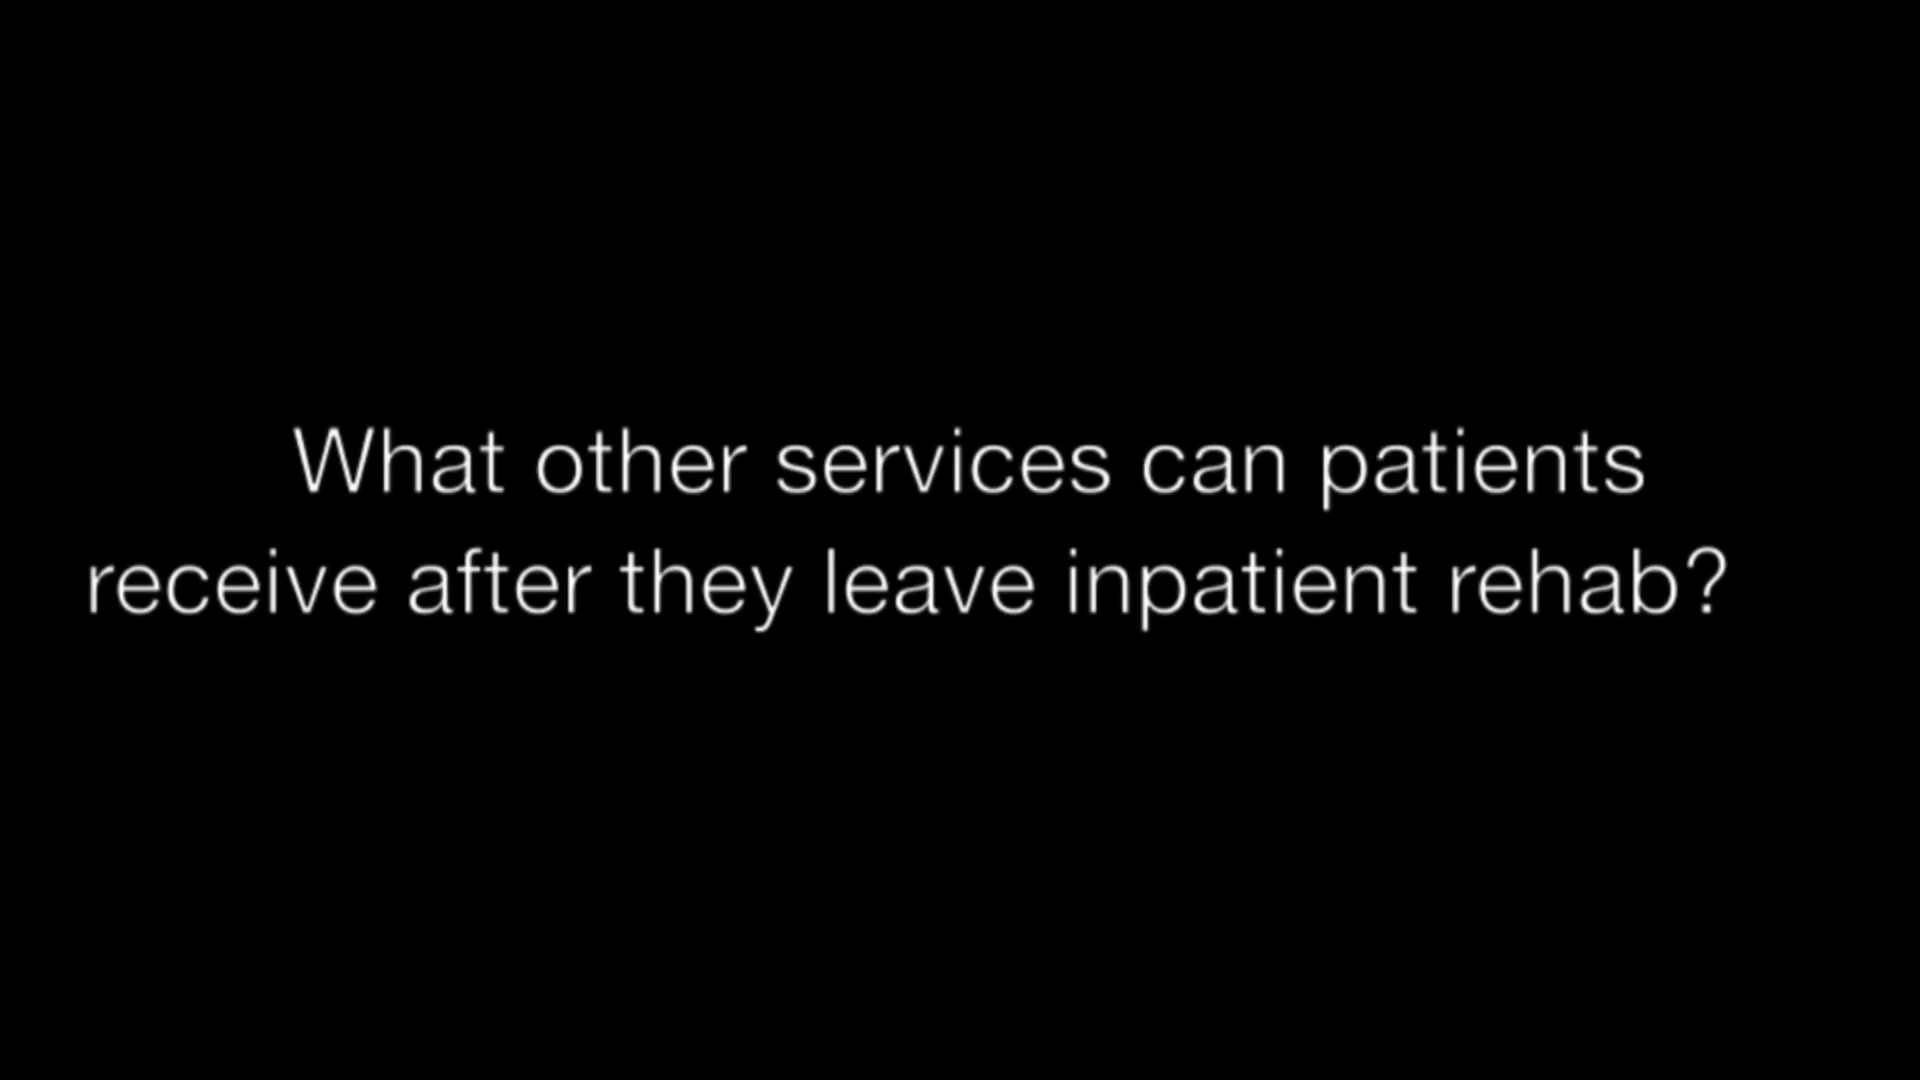 What other services can patients
receive after they leave inpatient rehab?